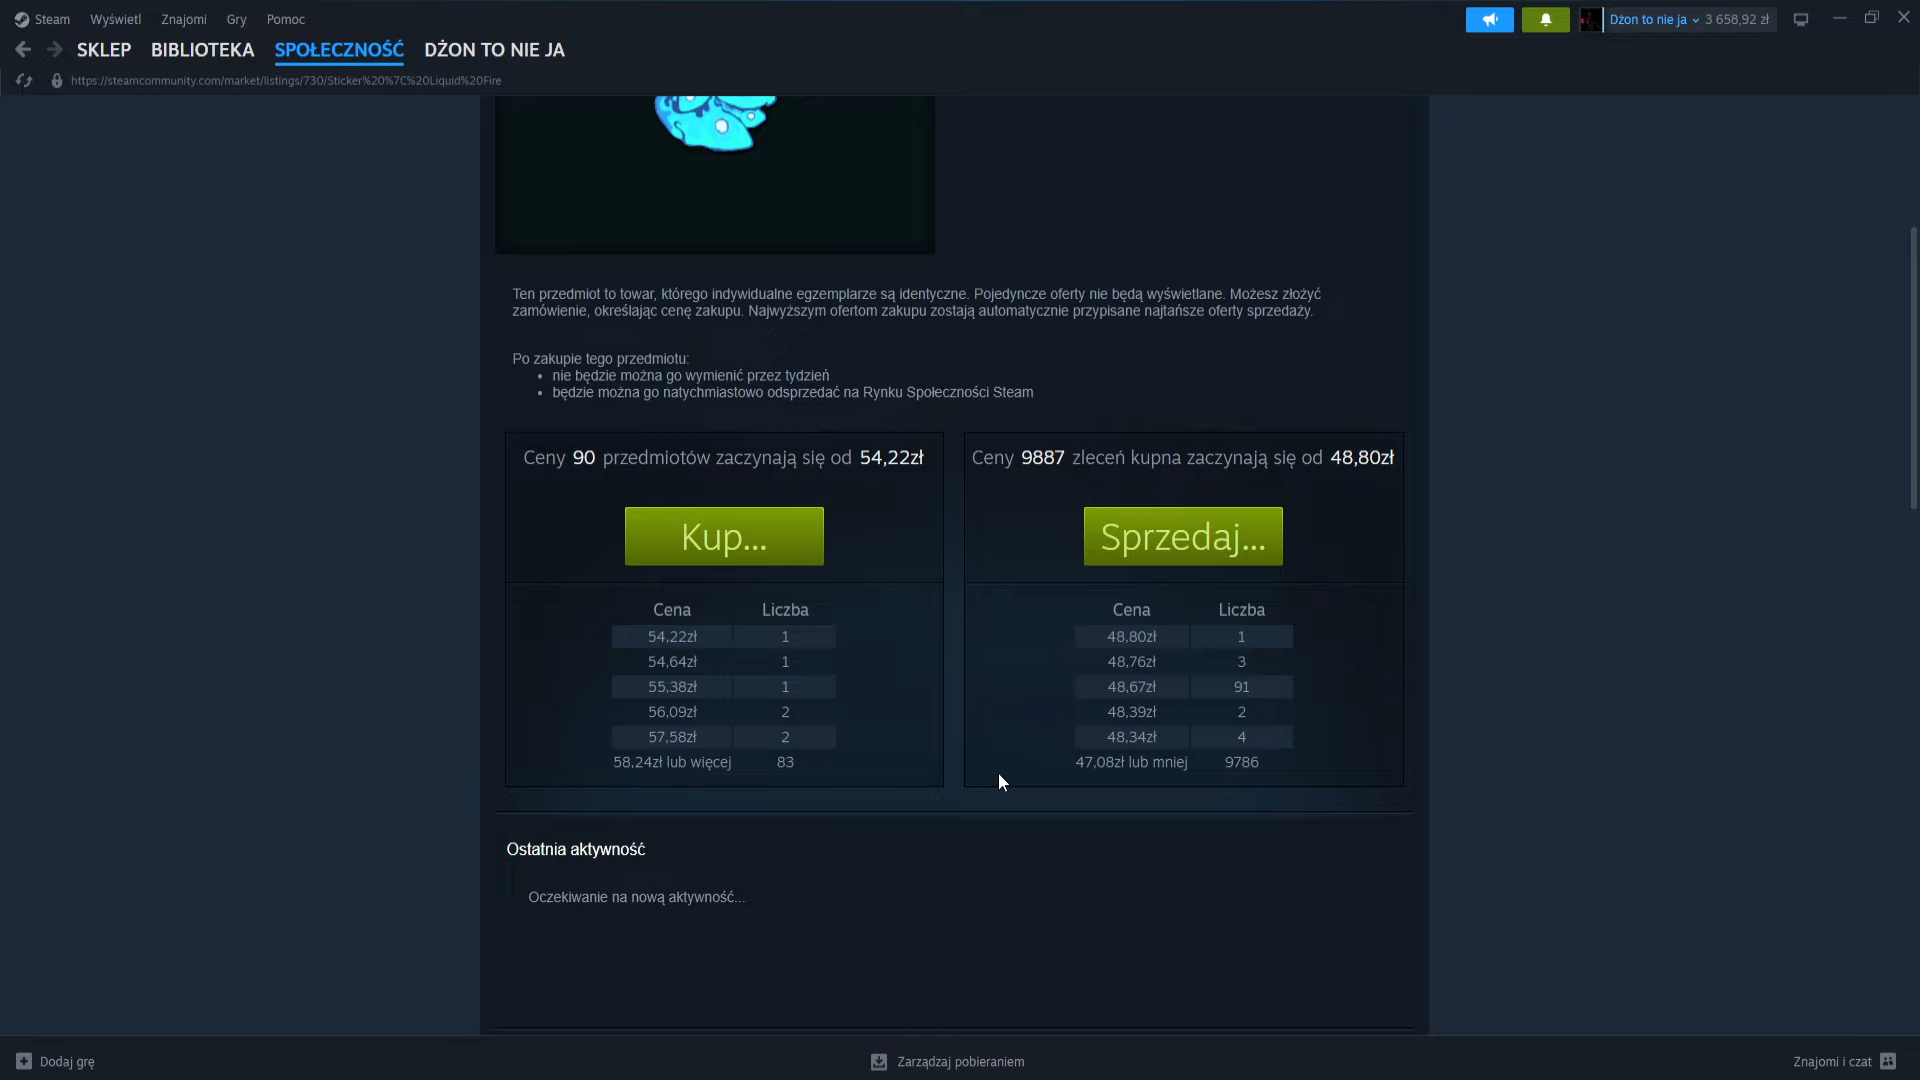 Steam Wyświetl Znajomi Gry Pomoc
Dżon to nie ja 3 658,92 zł
SKLEP BIBLIOTEKA SPOŁECZNOŚĆ DŻON TO NIE JA
https://steamcommunity.com/market/listings/730/Sticker%20%7C%20Liquid%20Fire
Ten przedmiot to towar, którego indywidualne egzemplarze są identyczne. Pojedyncze oferty nie będą wyświetlane. Możesz złożyć
zamówienie, określając cenę zakupu. Najwyższym ofertom zakupu zostają automatycznie przypisane najtańsze oferty sprzedaży.
Po zakupie tego przedmiotu:
• nie będzie można go wymienić przez tydzień
• będzie można go natychmiastowo odsprzedać na Rynku Społeczności Steam
Ceny 90 przedmiotów zaczynają się od 54,22zł
Kup...
Cena Liczba
54,22zł 1
54,64zł 1
55,38zł 1
56,09zł 2
57,58zł 2
58,24zł lub więcej 83
Ceny 9887 zleceń kupna zaczynają się od 48,80zł
Sprzedaj...
Cena Liczba
48,80zł 1
48,76zł 3
48,67zł 91
48,39zł 2
48,34zł 4
47,08zł lub mniej 9786
Ostatnia aktywność
Oczekiwanie na nową aktywność...
Dodaj grę
Zarządzaj pobieraniem
Znajomi i czat